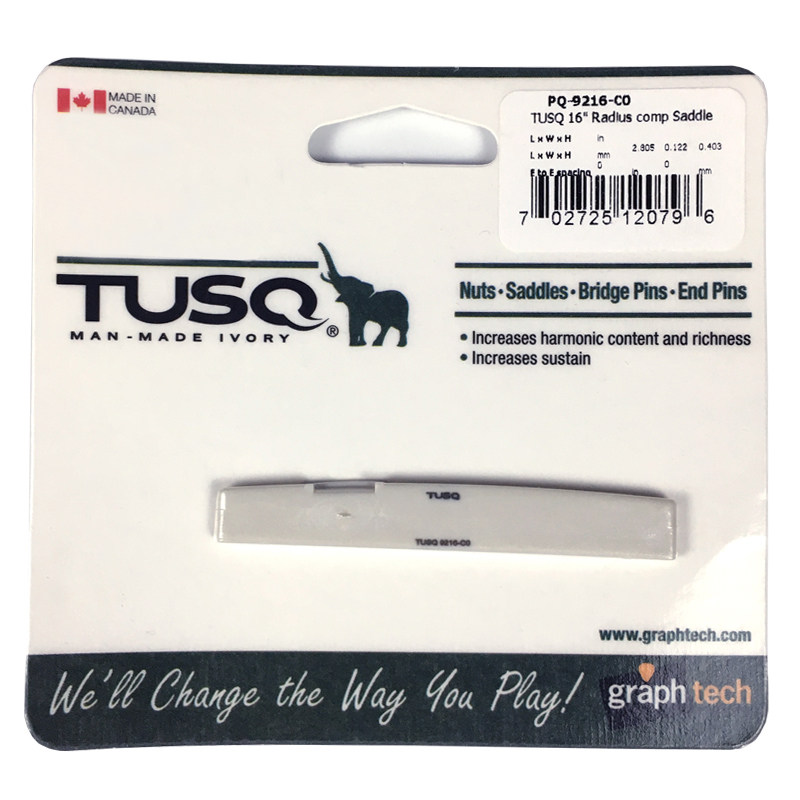 MADE IN
CANADA
PQ-9216-C0
TUSQ 16" Radius comp Saddle
L x W x H in
2.805 0.122 0.403
L x W x H mm
0 0
E to E spacing in mm
7 02725 12079 6
TUSQ®
MAN-MADE IVORY
Nuts • Saddles • Bridge Pins • End Pins
• Increases harmonic content and richness
• Increases sustain
TUSQ
TUSQ 9216-C0
www.graphtech.com
We'll Change the Way You Play!
graph tech